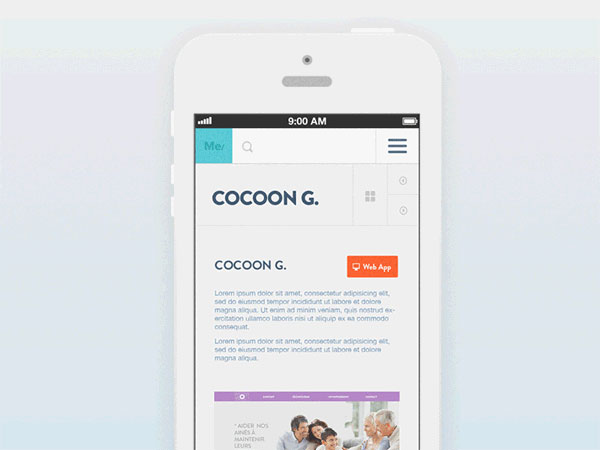 9:00 AM
Me/
COCOON G.
COCOON G.
Web App
Lorem ipsum dolor sit amet, consectetur adipisicing elit,
sed do eiusmod tempor incididunt ut labore et dolore
magna aliqua. Ut enim ad minim veniam, quis nostrud ex-
ercitation ullamco laboris nisi ut aliquip ex ea commodo
consequat.
Lorem ipsum dolor sit amet, consectetur adipisicing elit,
sed do eiusmod tempor incididunt ut labore et dolore
magna aliqua.
" AIDER NOS
AINÉS À
MAINTENIR
LEURS